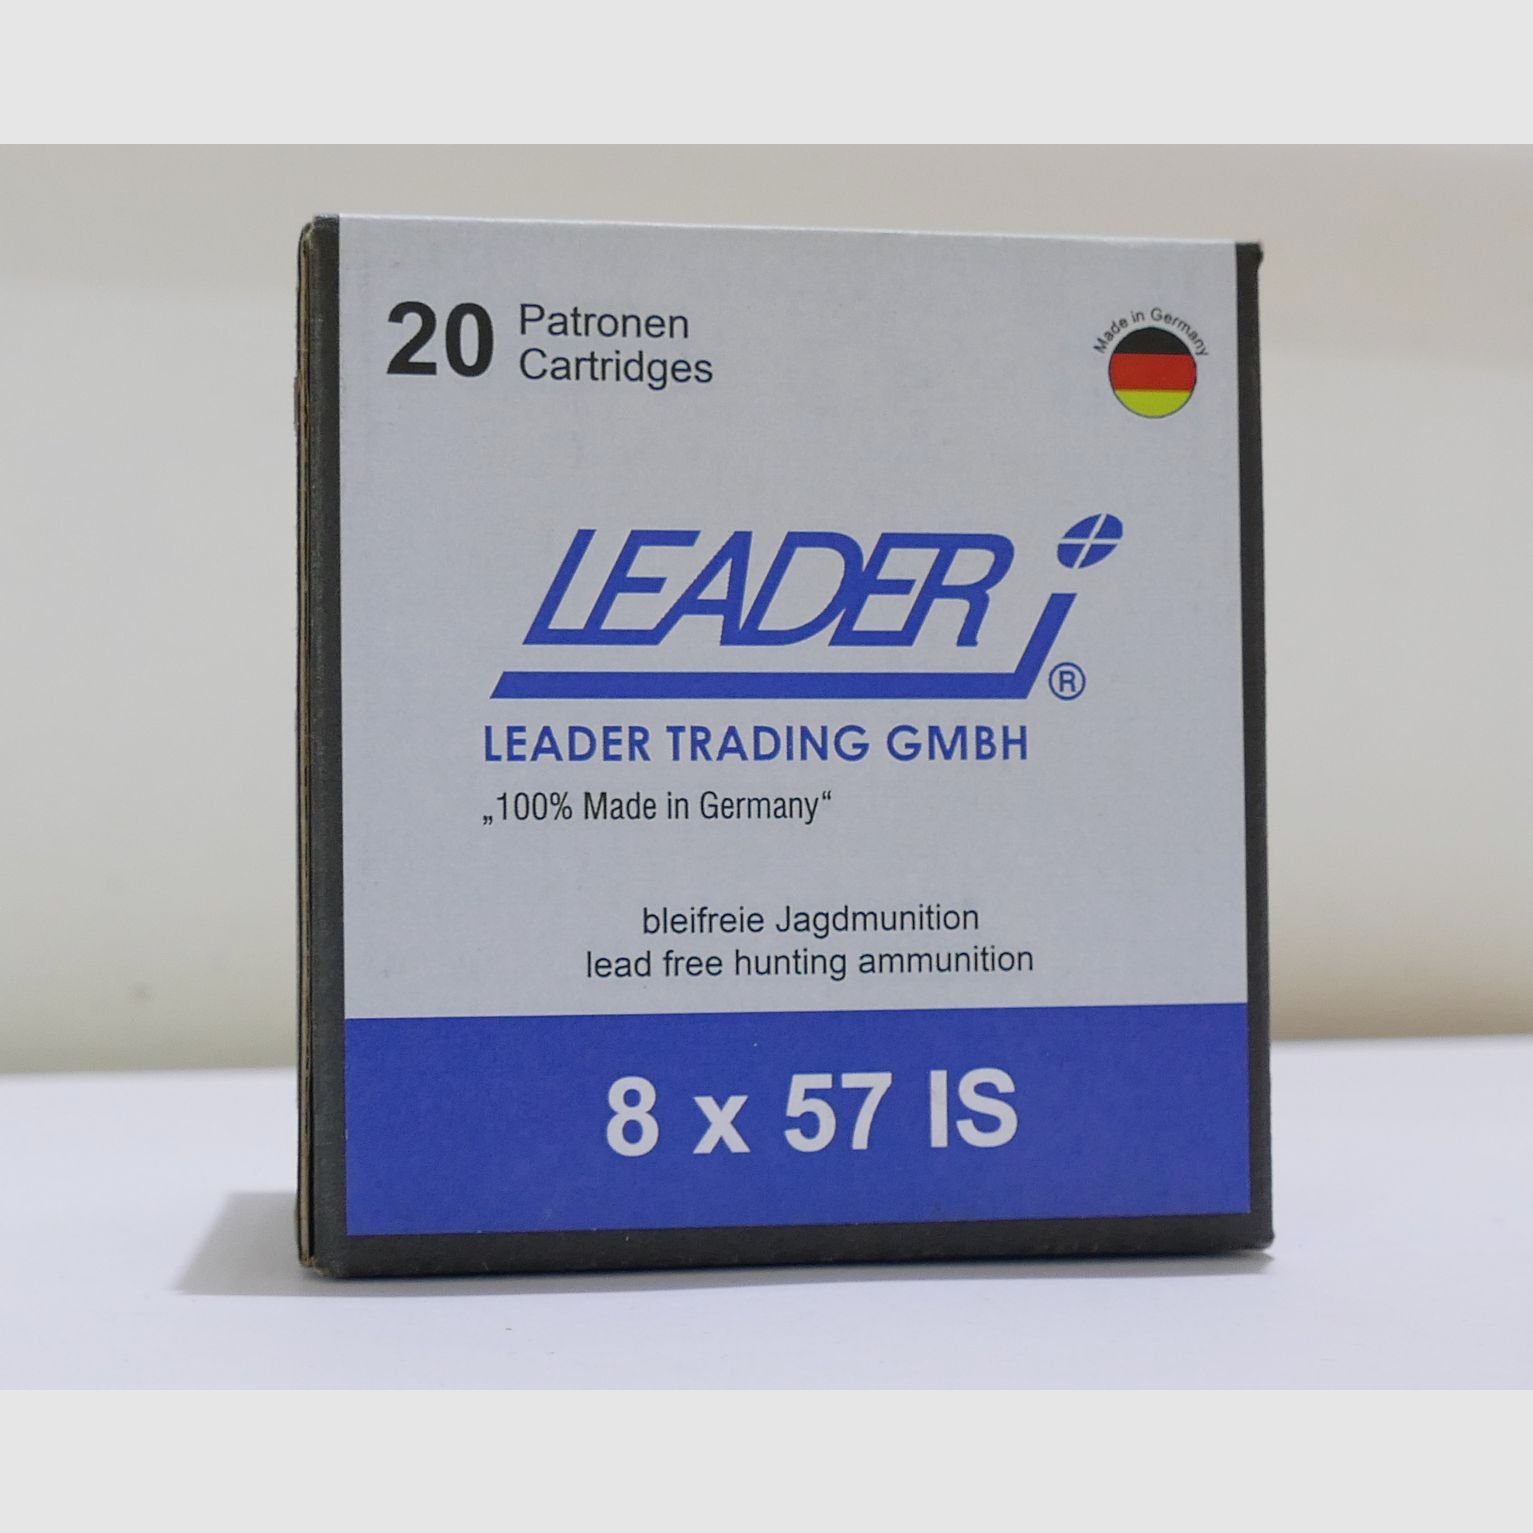 20 Patronen
Cartridges
Made in Germany
LEADER
®
LEADER TRADING GMBH
„100% Made in Germany“
bleifreie Jagdmunition
lead free hunting ammunition
8 x 57 IS